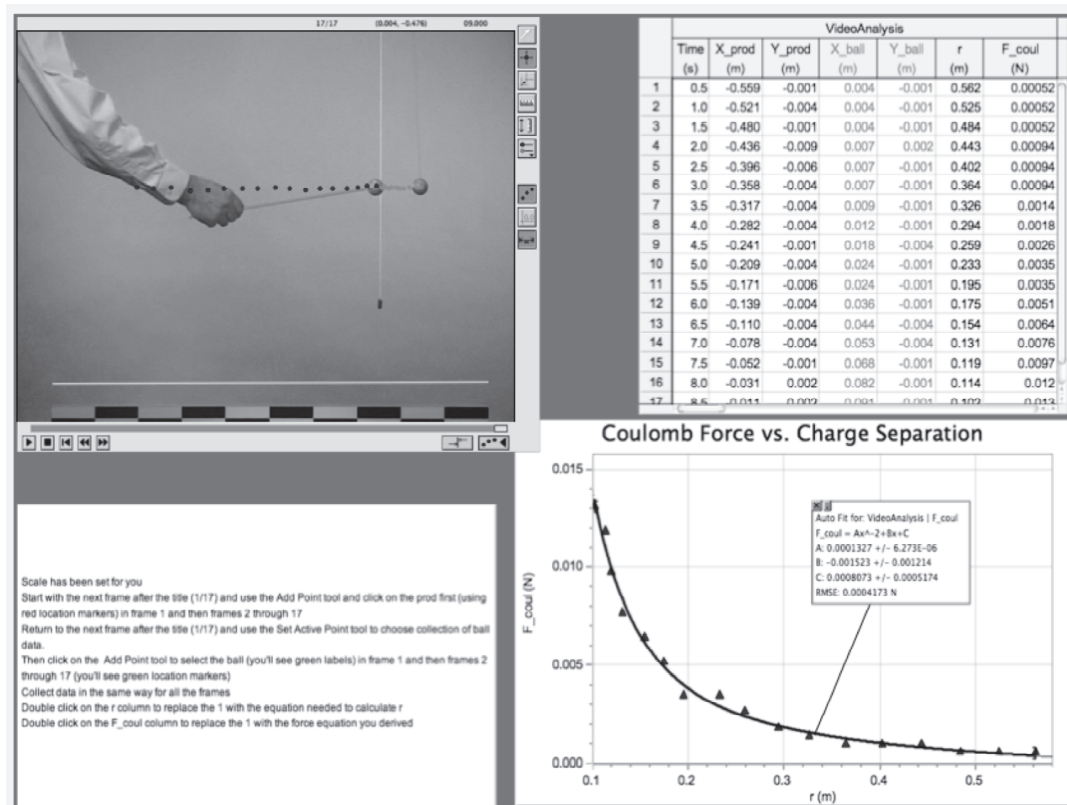 17/17 (0.004, -0.476) 09.000
VideoAnalysis
Time X_prod Y_prod X_ball Y_ball r F_coul
(s) (m) (m) (m) (m) (m) (N)
1 0.5 -0.559 -0.001 0.004 -0.001 0.562 0.00052
2 1.0 -0.521 -0.004 0.004 -0.001 0.525 0.00052
3 1.5 -0.480 -0.001 0.004 -0.001 0.484 0.00052
4 2.0 -0.436 -0.009 0.007 0.002 0.443 0.00094
5 2.5 -0.396 -0.006 0.007 -0.001 0.402 0.00094
6 3.0 -0.358 -0.004 0.007 -0.001 0.364 0.00094
7 3.5 -0.317 -0.004 0.009 -0.001 0.326 0.0014
8 4.0 -0.282 -0.004 0.012 -0.001 0.294 0.0018
9 4.5 -0.241 -0.001 0.018 -0.004 0.259 0.0026
10 5.0 -0.209 -0.004 0.024 -0.001 0.233 0.0035
11 5.5 -0.171 -0.006 0.024 -0.001 0.195 0.0035
12 6.0 -0.139 -0.004 0.036 -0.001 0.175 0.0051
13 6.5 -0.110 -0.004 0.044 -0.004 0.154 0.0064
14 7.0 -0.078 -0.004 0.053 -0.004 0.131 0.0076
15 7.5 -0.052 -0.001 0.068 -0.001 0.119 0.0097
16 8.0 -0.031 0.002 0.082 -0.001 0.114 0.012
17 8.5 -0.011 0.002 0.091 -0.001 0.102 0.013
Coulomb Force vs. Charge Separation
0.015
0.010
0.005
0.000
F_coul (N)
0.1 0.2 0.3 0.4 0.5
r (m)
Auto Fit for: VideoAnalysis | F_coul
F_coul = Ax^-2+Bx+C
A: 0.0001327 +/- 6.273E-06
B: -0.001523 +/- 0.001214
C: 0.0008073 +/- 0.0005174
RMSE: 0.0004173 N
Scale has been set for you
Start with the next frame after the title (1/17) and use the Add Point tool and click on the prod first (using
red location markers) in frame 1 and then frames 2 through 17
Return to the next frame after the title (1/17) and use the Set Active Point tool to choose collection of ball
data.
Then click on the Add Point tool to select the ball (you'll see green labels) in frame 1 and then frames 2
through 17 (you'll see green location markers)
Collect data in the same way for all the frames
Double click on the r column to replace the 1 with the equation needed to calculate r
Double click on the F_coul column to replace the 1 with the force equation you derived